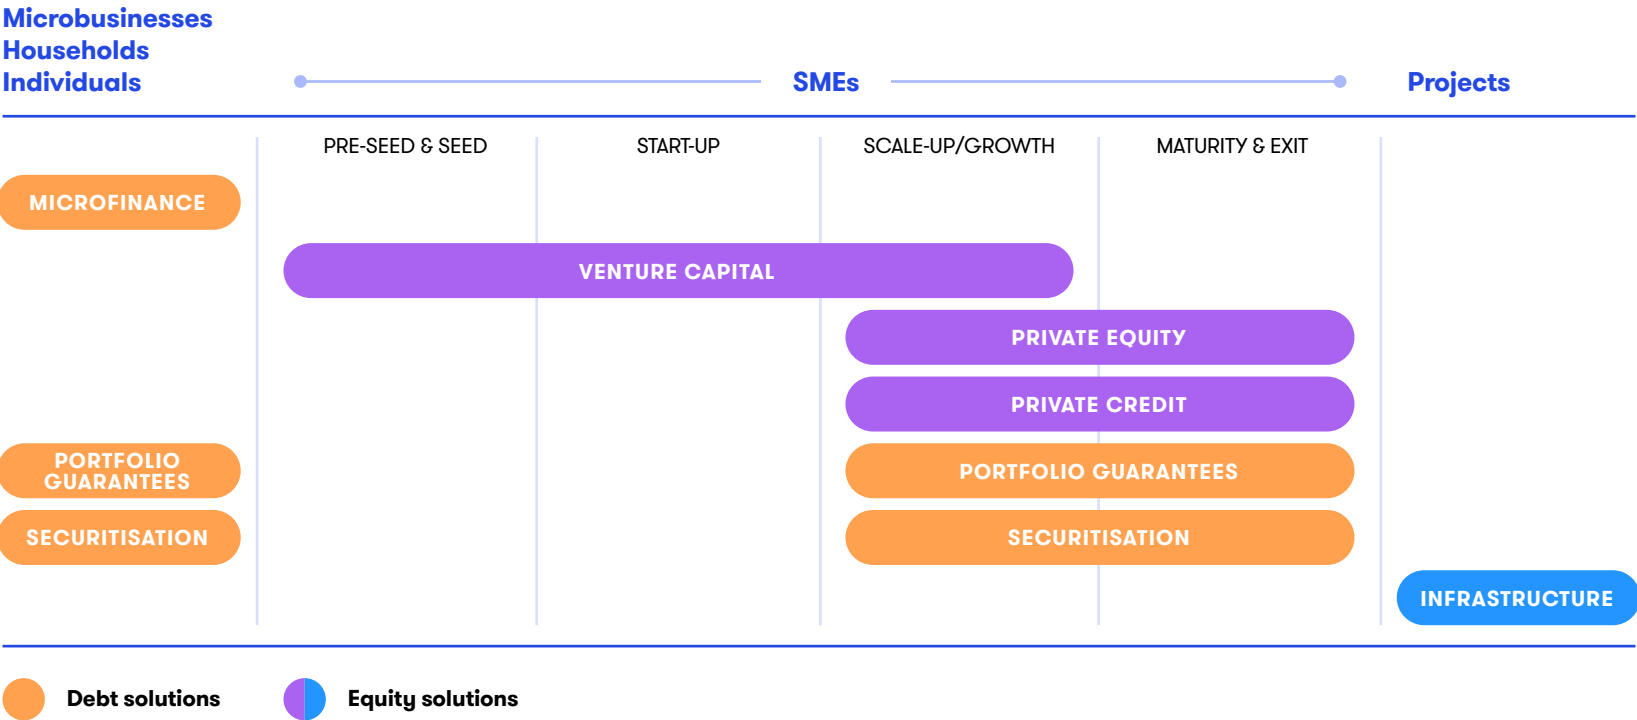 Microbusinesses
Households
Individuals
SMEs
Projects
PRE-SEED & SEED
START-UP
SCALE-UP/GROWTH
MATURITY & EXIT
MICROFINANCE
VENTURE CAPITAL
PRIVATE EQUITY
PRIVATE CREDIT
PORTFOLIO
GUARANTEES
PORTFOLIO GUARANTEES
SECURITISATION
SECURITISATION
INFRASTRUCTURE
Debt solutions
Equity solutions